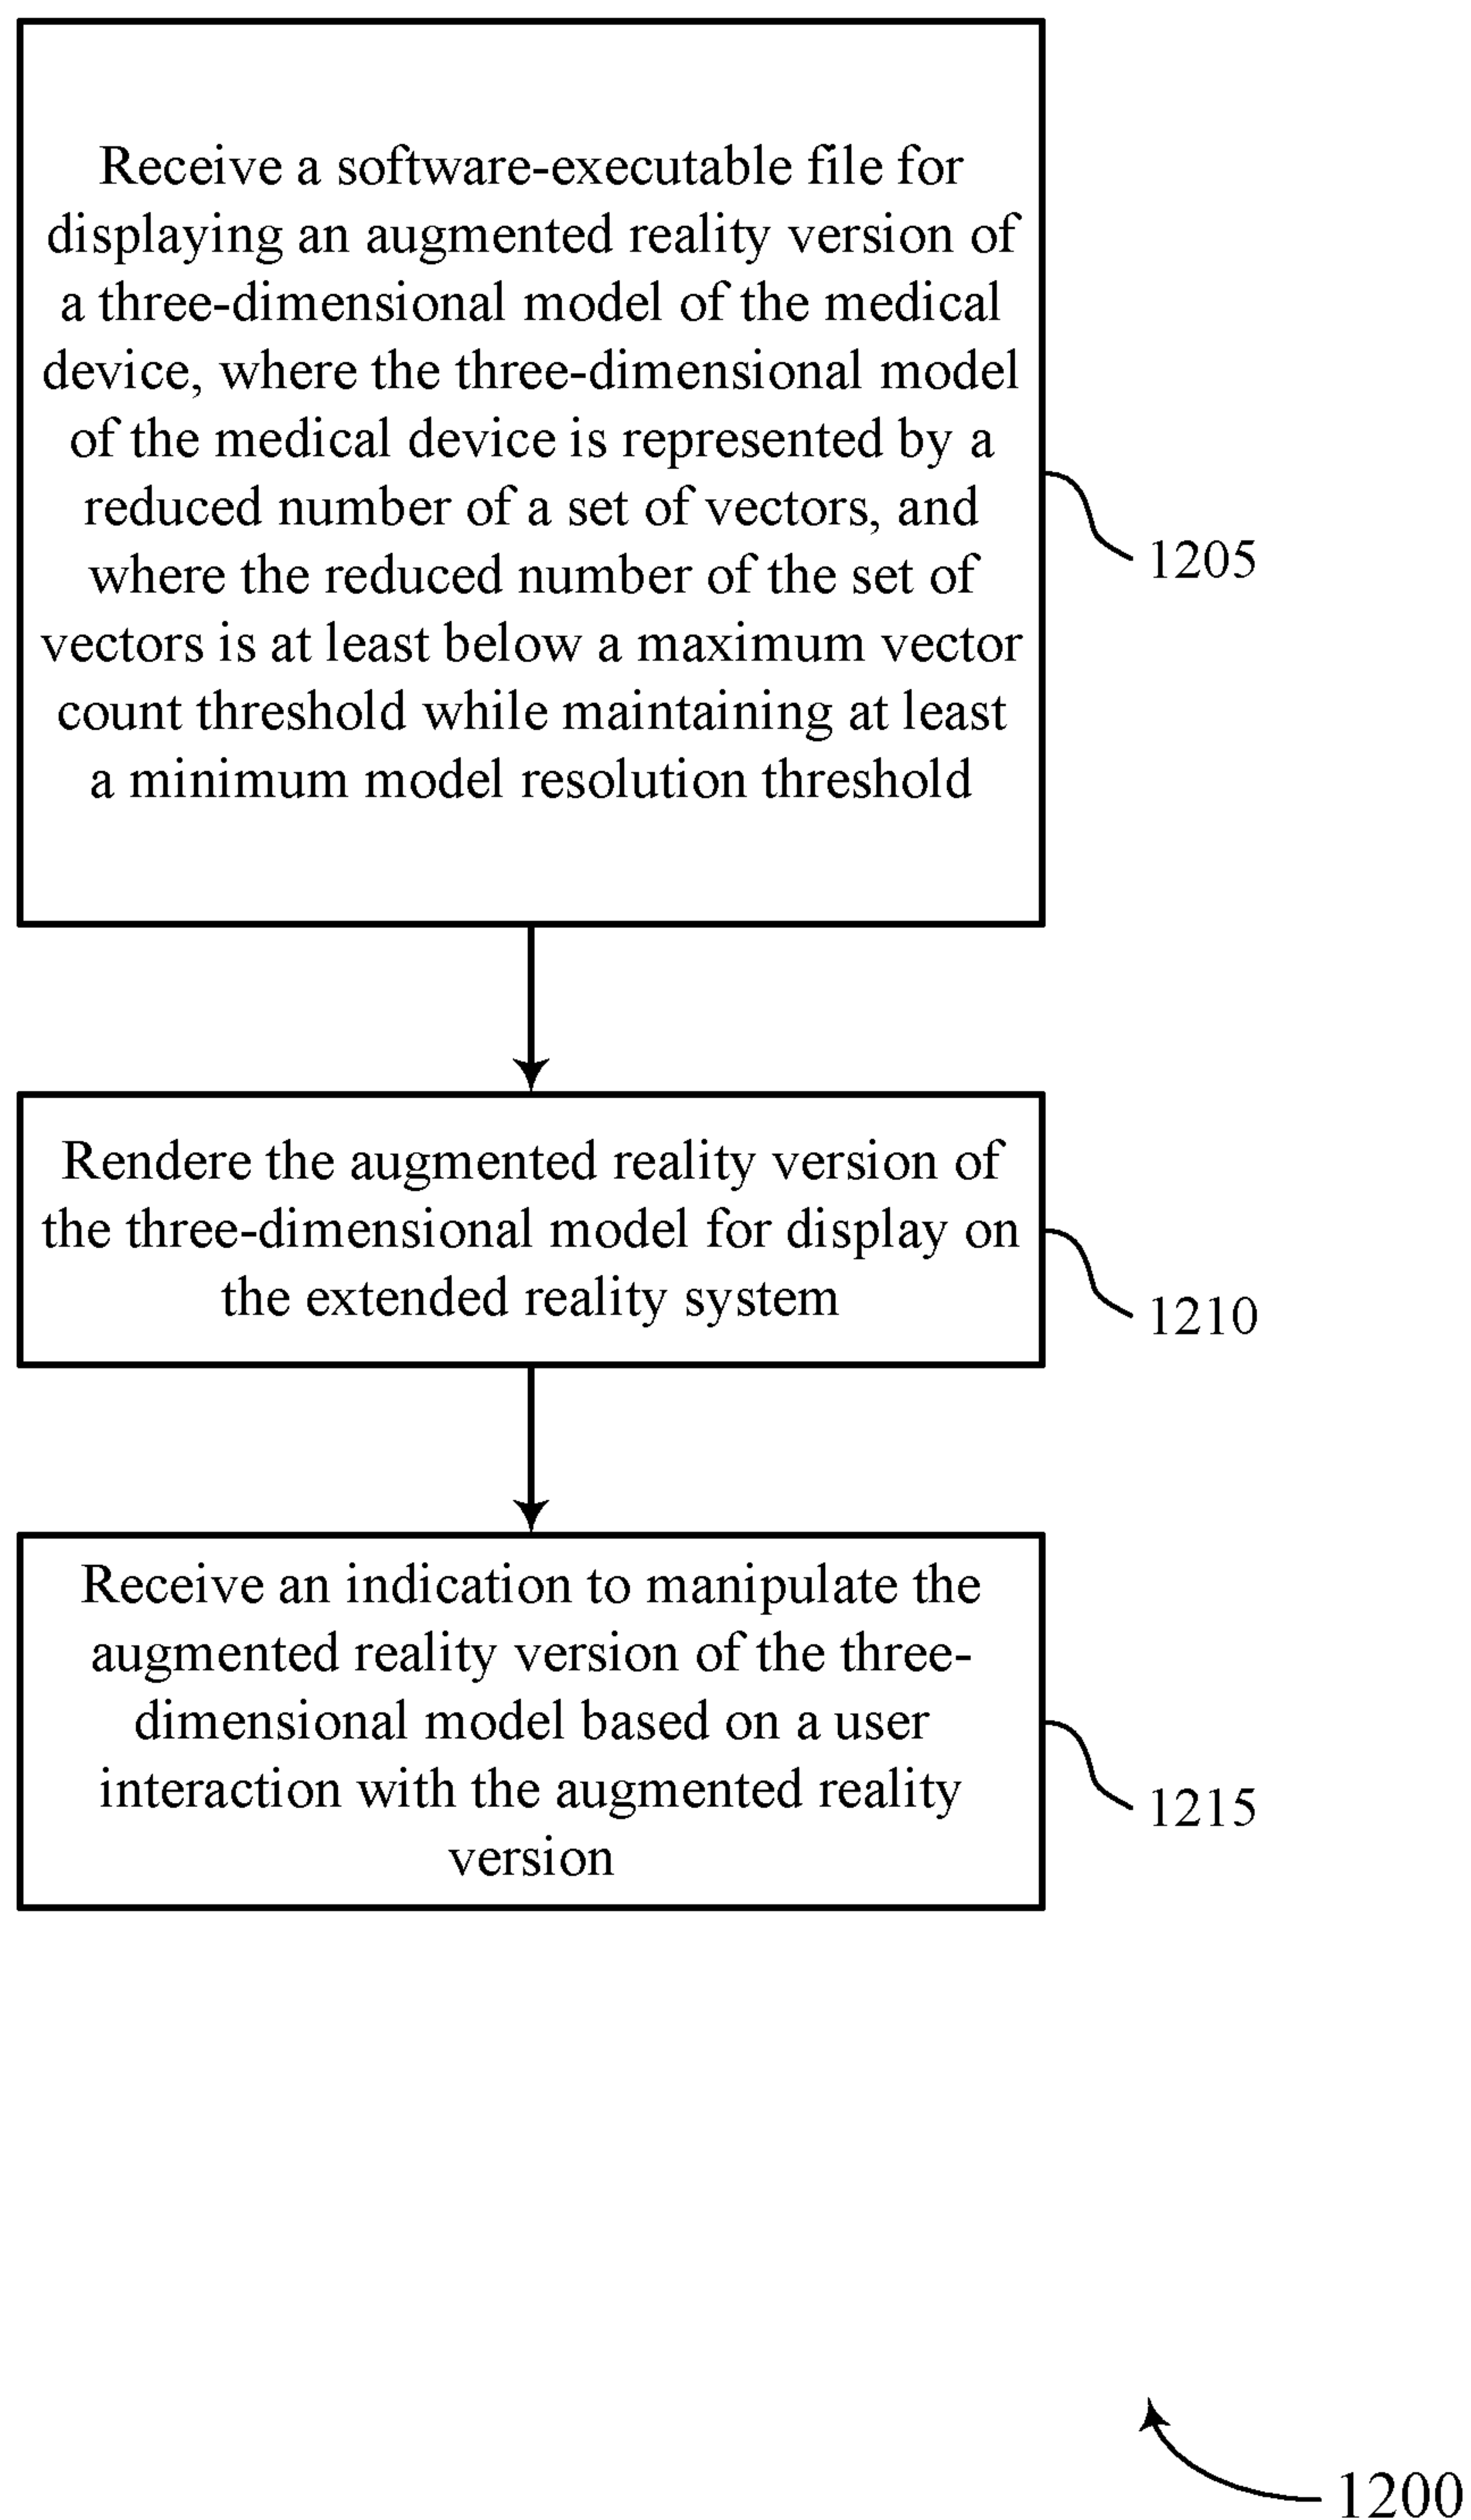 Receive a software-executable file for
displaying an augmented reality version of
a three-dimensional model of the medical
device, where the three-dimensional model
of the medical device is represented by a
reduced number of a set of vectors, and
where the reduced number of the set of
vectors is at least below a maximum vector
count threshold while maintaining at least
a minimum model resolution threshold
1205
Rendere the augmented reality version of
the three-dimensional model for display on
the extended reality system
1210
Receive an indication to manipulate the
augmented reality version of the three-
dimensional model based on a user
interaction with the augmented reality
version
1215
1200